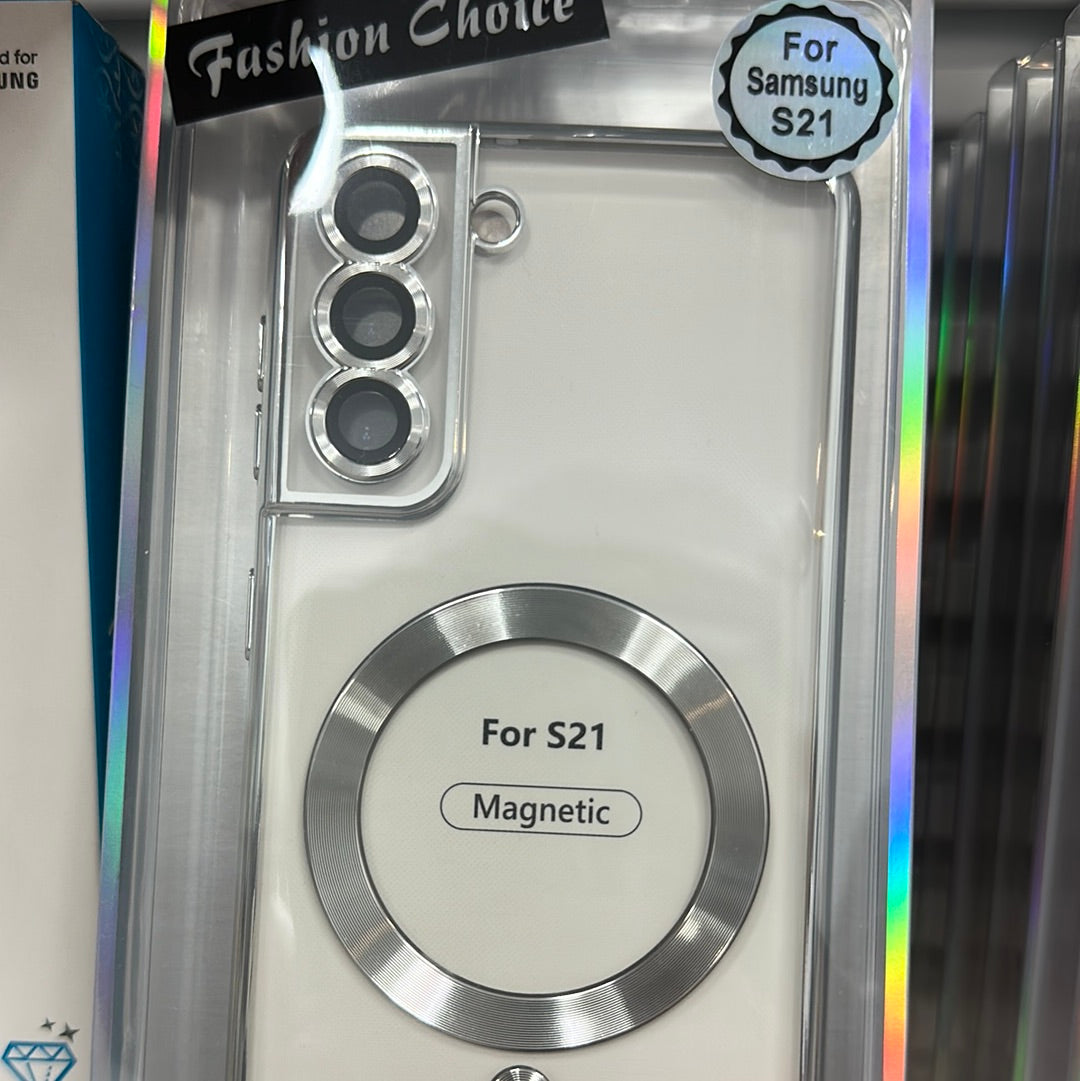 d for
UNG
Fashion Choice
For
Samsung
S21
For S21
Magnetic